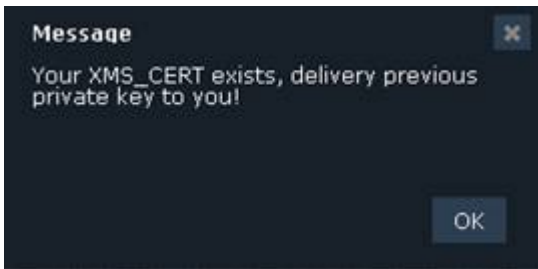 Message
Your XMS_CERT exists, delivery previous
private key to you!
OK